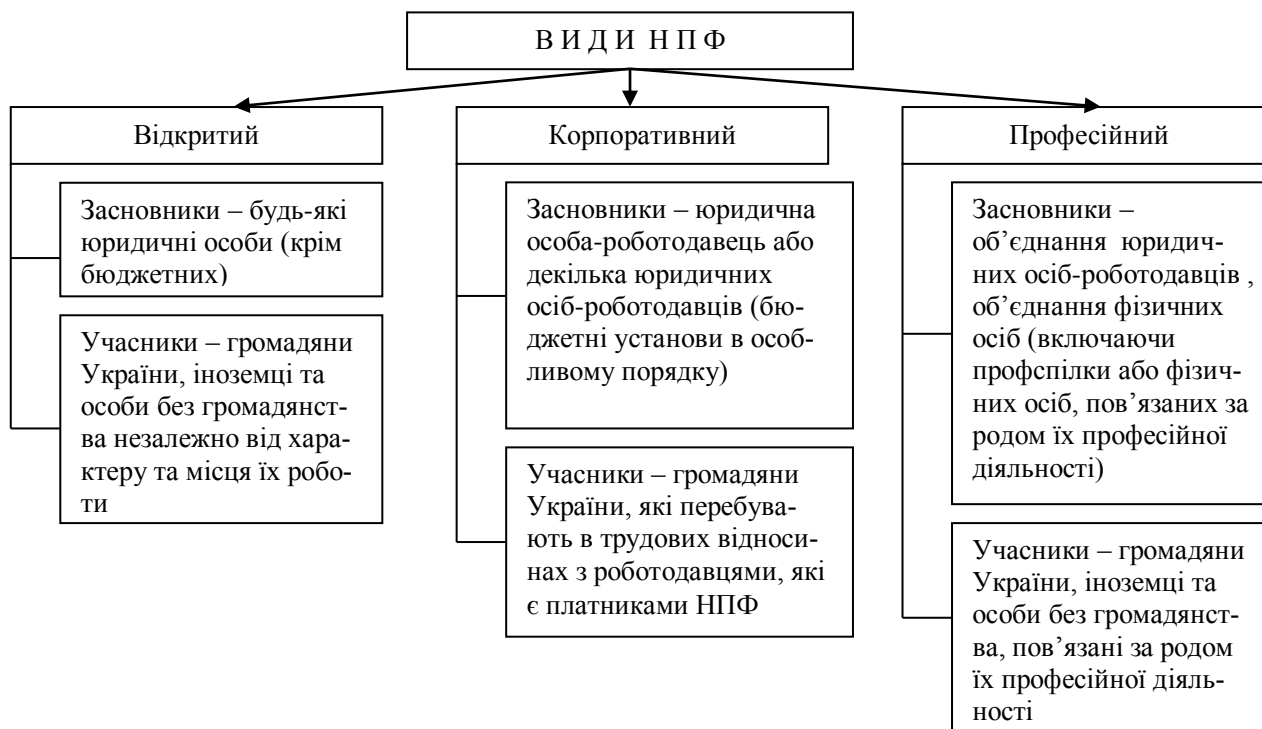 В И Д И Н П Ф
Відкритий
Засновники – будь-які
юридичні особи (крім
бюджетних)
Учасники – громадяни
України, іноземці та
особи без громадянст-
ва незалежно від хара-
ктеру та місця їх робо-
ти
Корпоративний
Засновники – юридична
особа-роботодавець або
декілька юридичних
осіб-роботодавців (бю-
джетні установи в особ-
ливому порядку)
Учасники – громадяни
України, які перебува-
ють в трудових відноси-
нах з роботодавцями, які
є платниками НПФ
Професійний
Засновники –
об’єднання юридич-
них осіб-роботодавців ,
об’єднання фізичних
осіб (включаючи
профспілки або фізич-
них осіб, пов’язаних за
родом їх професійної
діяльності)
Учасники – громадяни
України, іноземці та
особи без громадянст-
ва, пов’язані за родом
їх професійної діяль-
ності